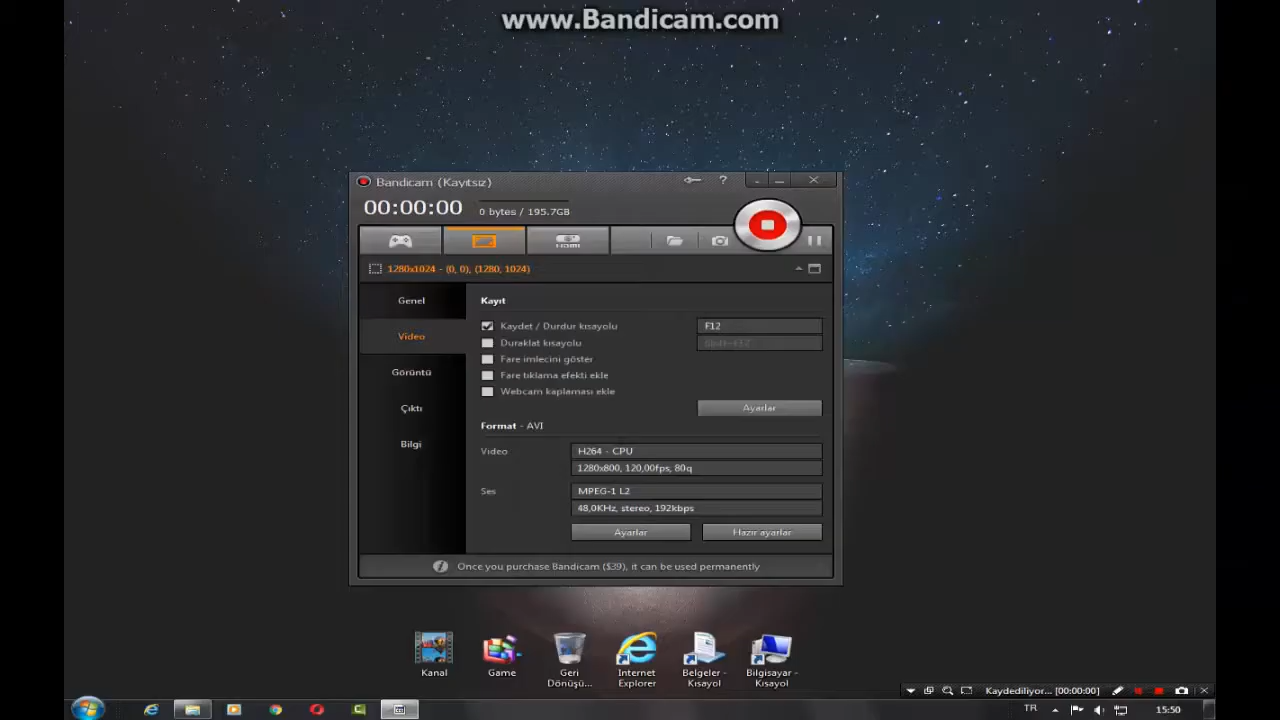 www.Bandicam.com
Bandicam (Kayıtsız)
?
00:00:00
0 bytes / 195.7GB
HDMI
1280x1024 - (0, 0), (1280, 1024)
Genel
Video
Görüntü
Çıktı
Bilgi
Kayıt
Kaydet / Durdur kısayolu
F12
Duraklat kısayolu
Fare imlecini göster
Fare tıklama efekti ekle
Webcam kaplaması ekle
Ayarlar
Format - AVI
Video
H264 - CPU
1280x800, 120,00fps, 80q
Ses
MPEG-1 L2
48,0KHz, stereo, 192kbps
Ayarlar
Hazır ayarlar
Once you purchase Bandicam ($39), it can be used permanently
Kanal
Game
Geri
Dönüşü...
Internet
Explorer
Belgeler -
Kısayol
Bilgisayar -
Kısayol
Kaydediliyor... [00:00:00]
TR
15:50